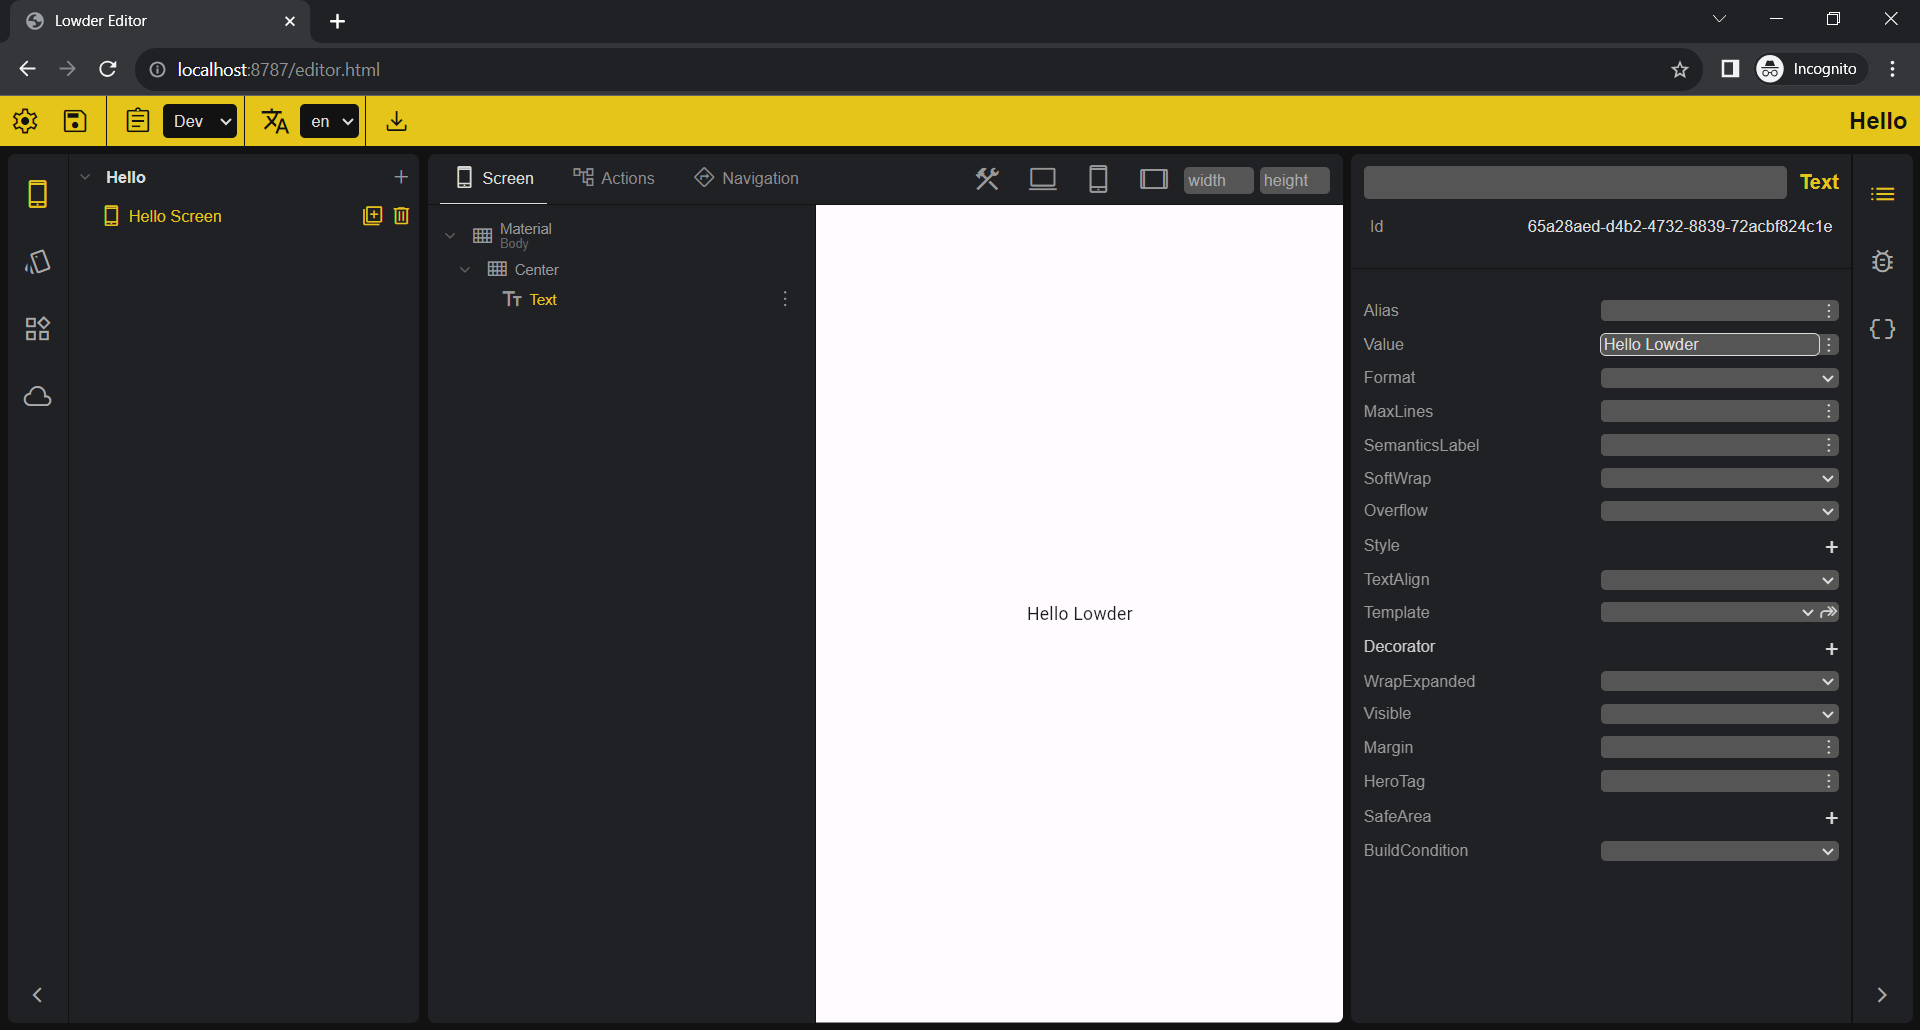 Lowder Editor
localhost:8787/editor.html
Incognito
Dev
en
Hello
Hello
Hello Screen
Screen
Actions
Navigation
width
height
Material
Body
Center
Text
Hello Lowder
Text
Id
65a28aed-d4b2-4732-8839-72acbf824c1e
Alias
Value
Hello Lowder
Format
MaxLines
SemanticsLabel
SoftWrap
Overflow
Style
TextAlign
Template
Decorator
WrapExpanded
Visible
Margin
HeroTag
SafeArea
BuildCondition